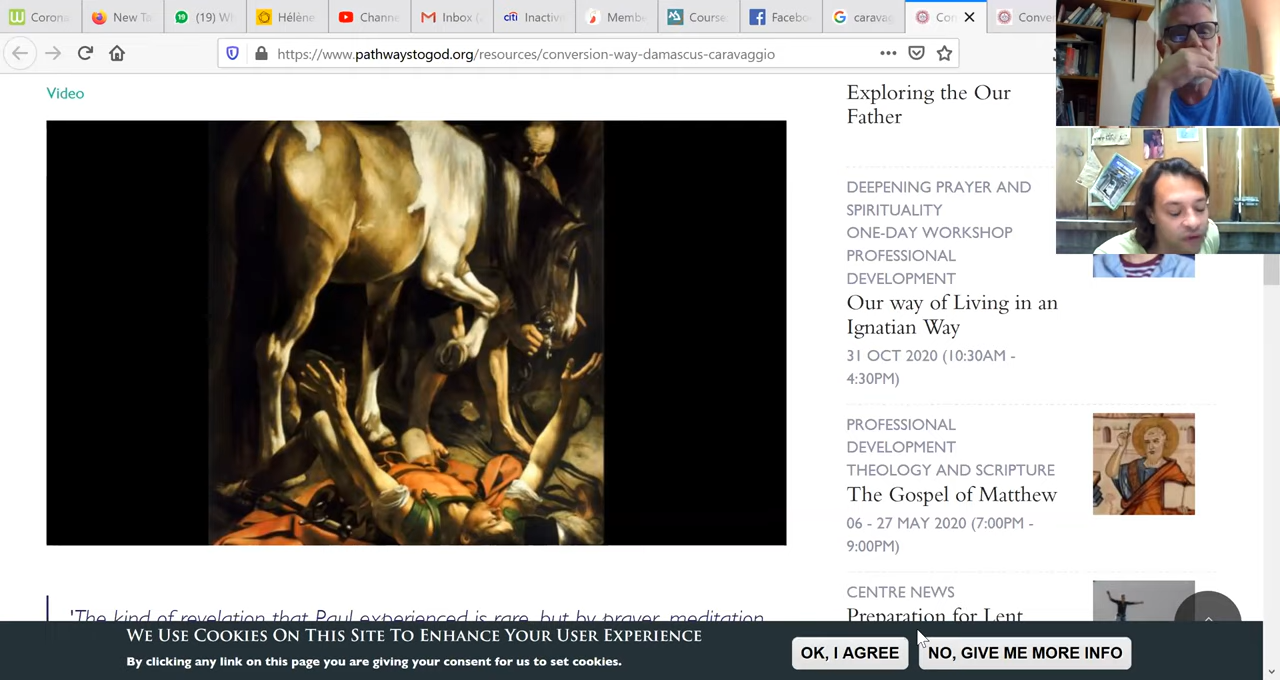 Corona
New Ta
(19) W
Hélène
Channe
Inbox (
citi Inactiv
Membe
Course:
Faceboo
caravag
Con
Conve
https://www.pathwaystogod.org/resources/conversion-way-damascus-caravaggio
Video
Exploring the Our
Father
DEEPENING PRAYER AND
SPIRITUALITY
ONE-DAY WORKSHOP
PROFESSIONAL
DEVELOPMENT
Our way of Living in an
Ignatian Way
31 OCT 2020 (10:30AM -
4:30PM)
PROFESSIONAL
DEVELOPMENT
THEOLOGY AND SCRIPTURE
The Gospel of Matthew
06 - 27 MAY 2020 (7:00PM -
9:00PM)
CENTRE NEWS
Preparation for Lent
'The kind of revelation that Paul experienced is rare, but by prayer, meditation
WE USE COOKIES ON THIS SITE TO ENHANCE YOUR USER EXPERIENCE
By clicking any link on this page you are giving your consent for us to set cookies.
OK, I AGREE
NO, GIVE ME MORE INFO